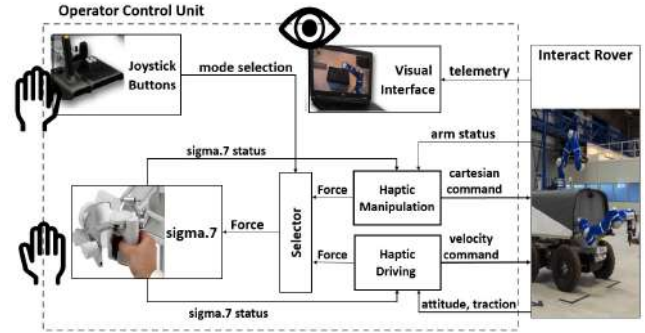 Operator Control Unit
Joystick
Buttons
mode selection
Visual
Interface
telemetry
Interact Rover
arm status
sigma.7 status
cartesian
command
Force
Haptic
Manipulation
sigma.7
Force
Selector
velocity
command
Force
Haptic
Driving
attitude, traction
sigma.7 status